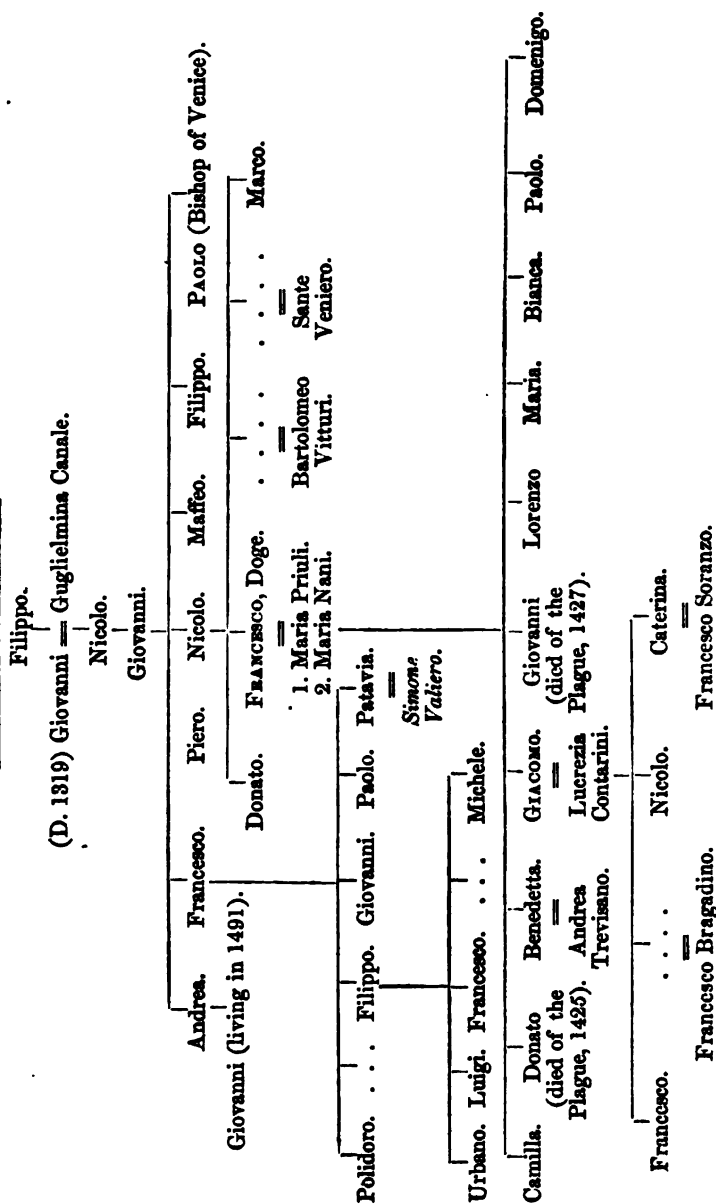 Filippo.
(D. 1319) Giovanni == Guglielmina Canale.
Nicolo.
Giovanni.
Andrea. Francesco. Piero. Nicolo. Maffeo. Filippo. PAOLO (Bishop of Venice).
Giovanni (living in 1491).
Donato. FRANCESCO, Doge. . . . . . . . . Marco.
== == ==
1. Maria Priuli. Bartolomeo Sante
2. Maria Nani. Vitturi. Veniero.
Polidoro. . . . Filippo. Giovanni. Paolo. Patavia.
==
Simone
Valiero.
Urbano. Luigi. Francesco. . . . Michele.
Camilla. Donato Benedetta. GIACOMO. Giovanni Lorenzo Maria. Bianca. Paolo. Domenigo.
(died of the == == (died of the
Plague, 1425). Andrea Lucrezia Plague, 1427).
Trevisano. Contarini.
Francesco. . . . . Nicolo. Caterina.
== ==
Francesco Bragadino. Francesco Soranzo.